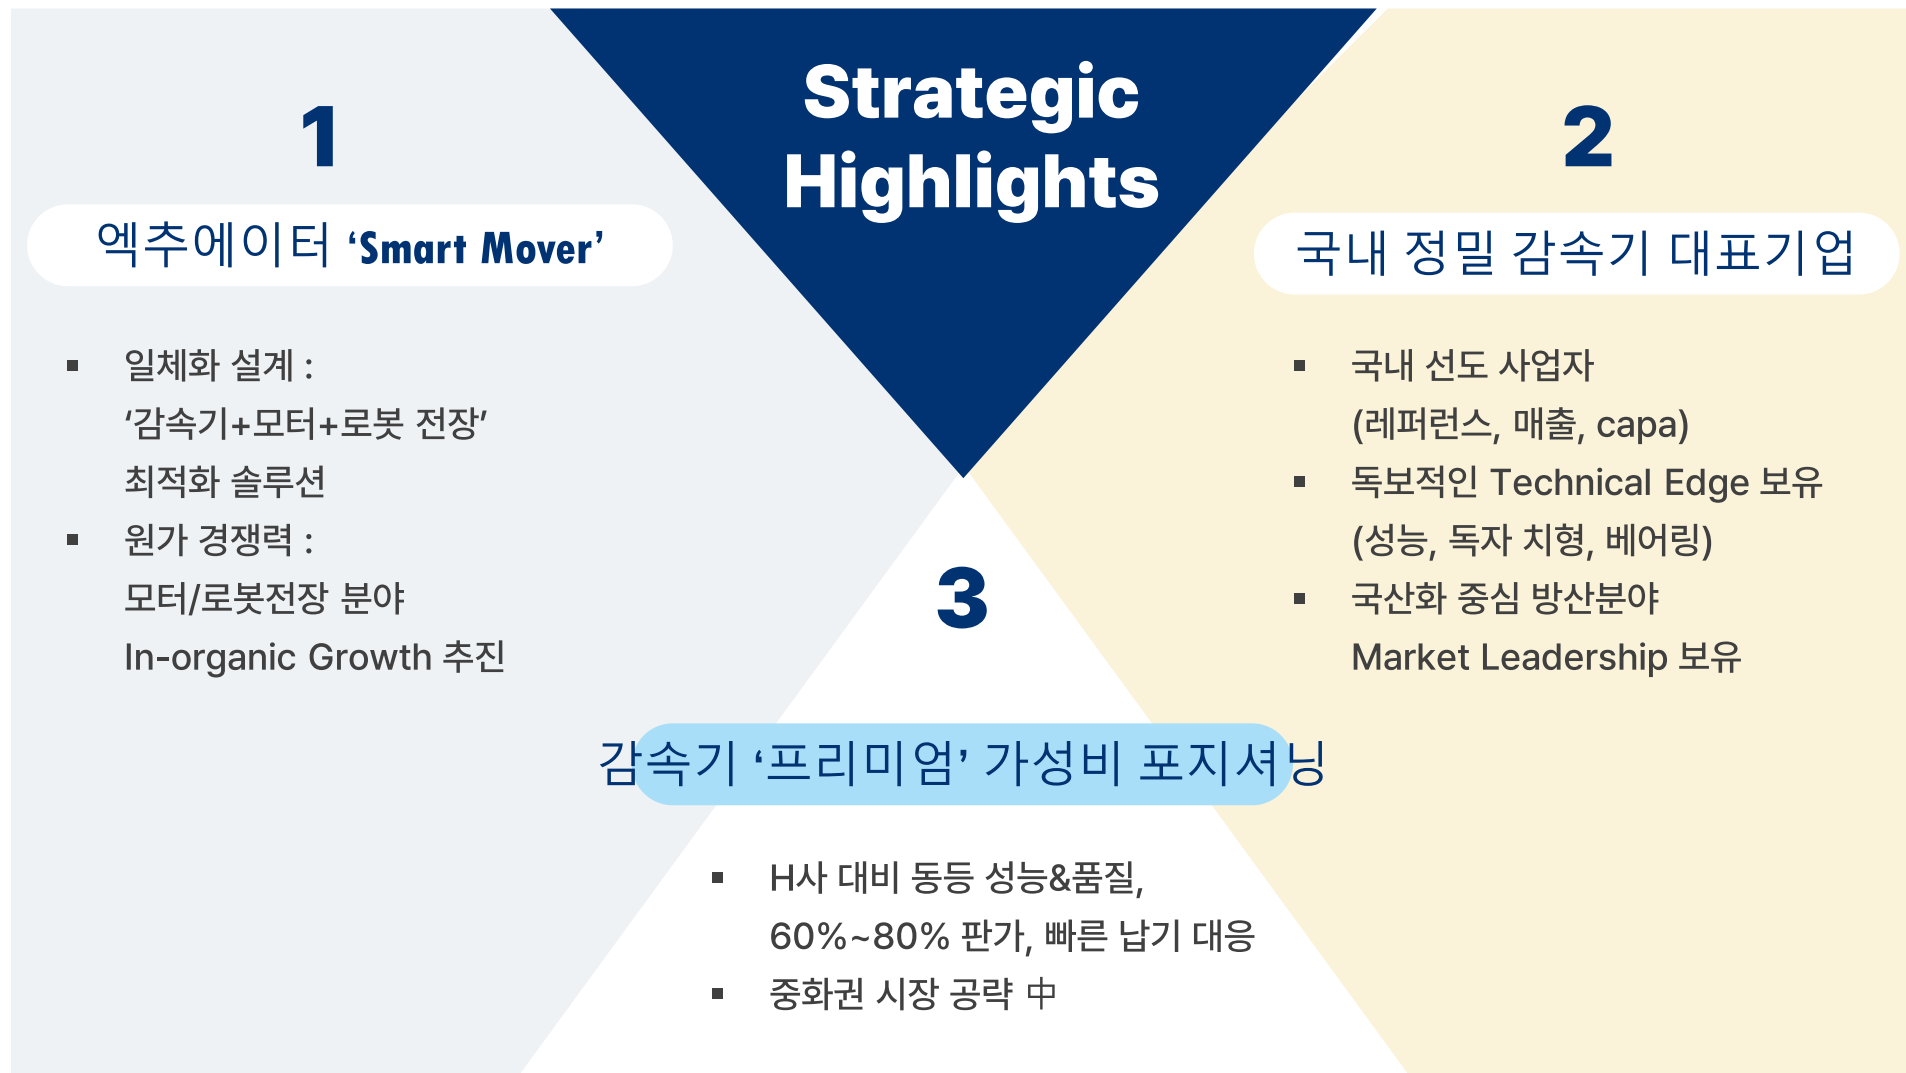 Strategic
Highlights
1
엑추에이터 ‘Smart Mover’
▪ 일체화 설계 :
‘감속기+모터+로봇 전장’
최적화 솔루션
▪ 원가 경쟁력 :
모터/로봇전장 분야
In-organic Growth 추진
2
국내 정밀 감속기 대표기업
▪ 국내 선도 사업자
(레퍼런스, 매출, capa)
▪ 독보적인 Technical Edge 보유
(성능, 독자 치형, 베어링)
▪ 국산화 중심 방산분야
Market Leadership 보유
3
감속기 ‘프리미엄’ 가성비 포지셔닝
▪ H사 대비 동등 성능&품질,
60%~80% 판가, 빠른 납기 대응
▪ 중화권 시장 공략 中